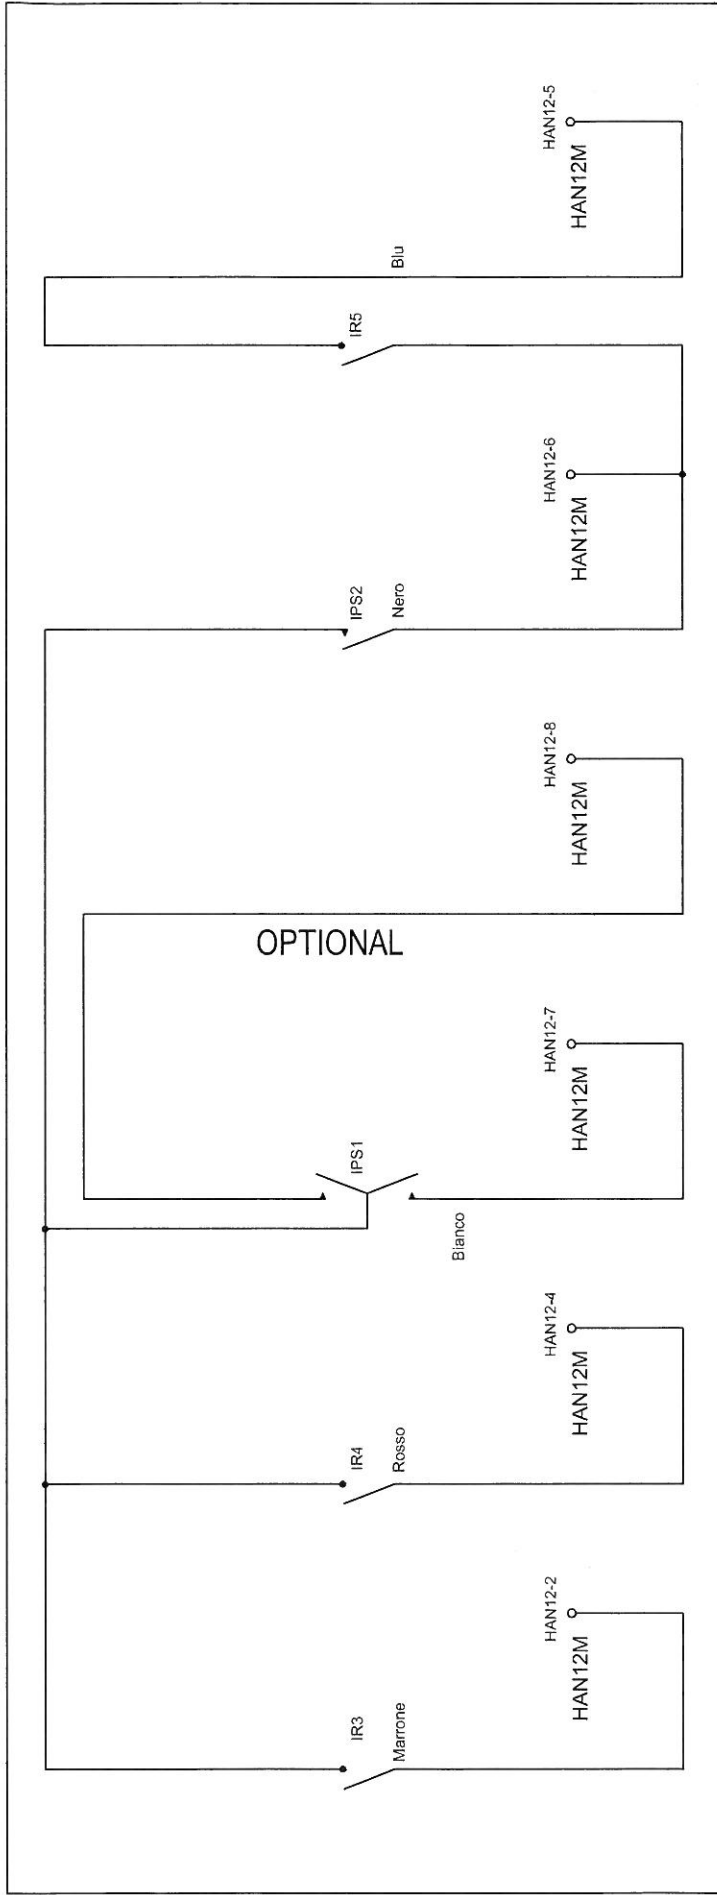 IR3
Marrone
HAN12-2
HAN12M
IR4
Rosso
HAN12-4
HAN12M
IPS1
Bianco
HAN12-7
HAN12M
OPTIONAL
HAN12-8
HAN12M
IPS2
Nero
HAN12-6
HAN12M
IR5
Blu
HAN12-5
HAN12M